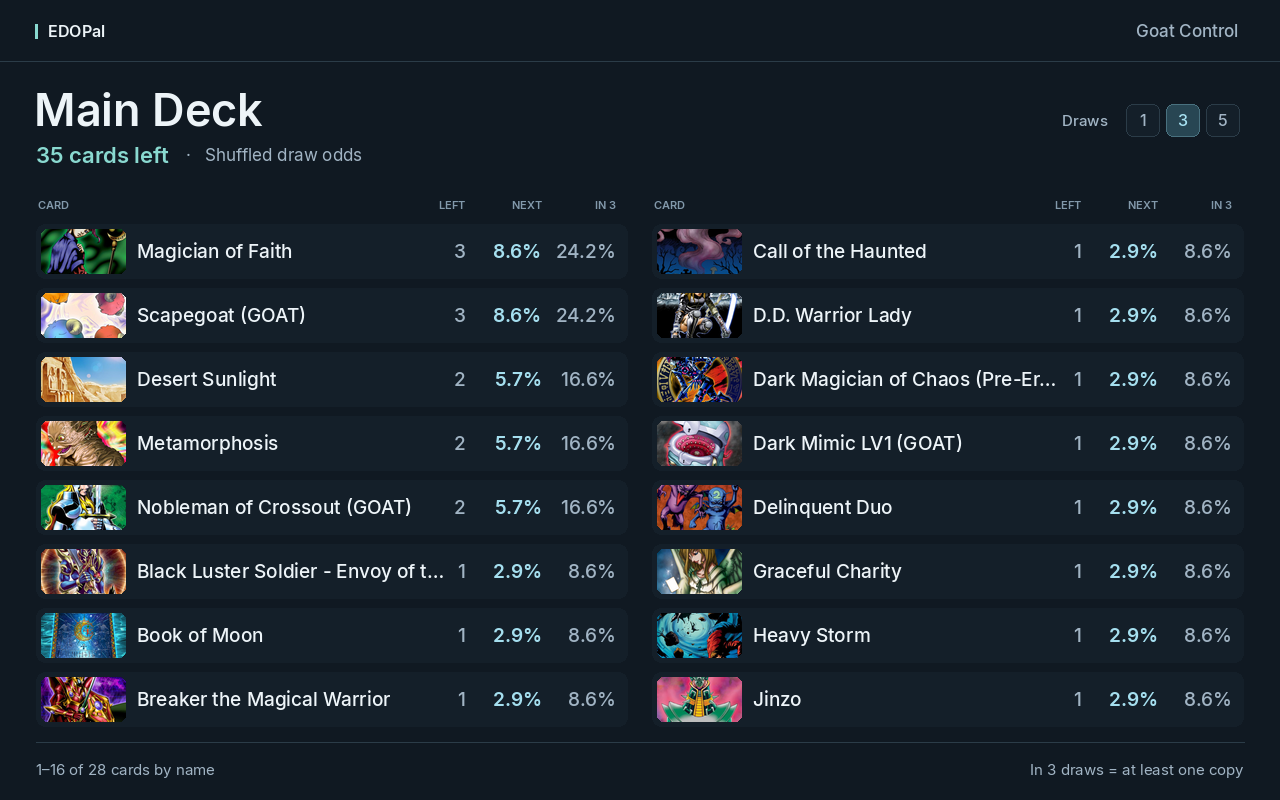 EDOPal
Goat Control
Main Deck
35 cards left · Shuffled draw odds
Draws 1 3 5
CARD LEFT NEXT IN 3
Magician of Faith 3 8.6% 24.2%
Scapegoat (GOAT) 3 8.6% 24.2%
Desert Sunlight 2 5.7% 16.6%
Metamorphosis 2 5.7% 16.6%
Nobleman of Crossout (GOAT) 2 5.7% 16.6%
Black Luster Soldier - Envoy of t... 1 2.9% 8.6%
Book of Moon 1 2.9% 8.6%
Breaker the Magical Warrior 1 2.9% 8.6%
CARD LEFT NEXT IN 3
Call of the Haunted 1 2.9% 8.6%
D.D. Warrior Lady 1 2.9% 8.6%
Dark Magician of Chaos (Pre-Er... 1 2.9% 8.6%
Dark Mimic LV1 (GOAT) 1 2.9% 8.6%
Delinquent Duo 1 2.9% 8.6%
Graceful Charity 1 2.9% 8.6%
Heavy Storm 1 2.9% 8.6%
Jinzo 1 2.9% 8.6%
1–16 of 28 cards by name
In 3 draws = at least one copy